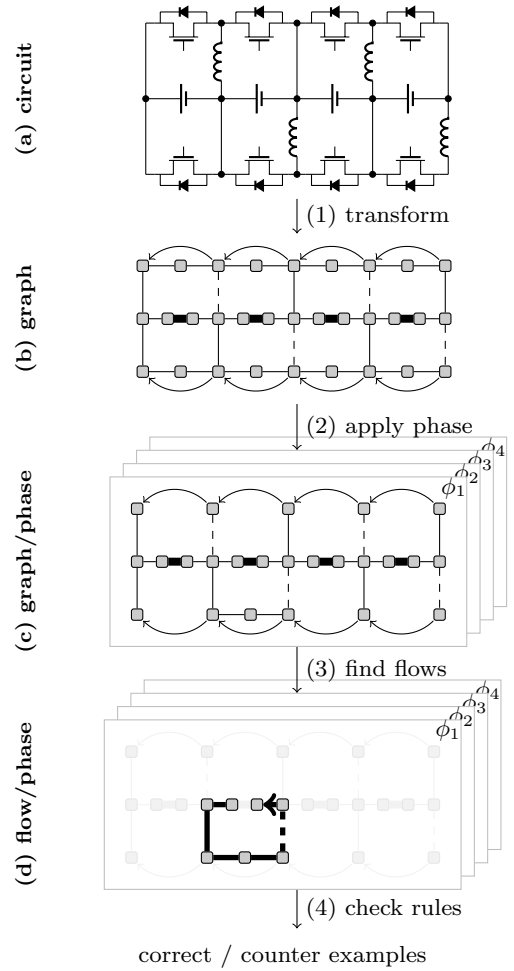 (a) circuit
(1) transform
(b) graph
(2) apply phase
ϕ4
ϕ3
ϕ2
ϕ1
(c) graph/phase
(3) find flows
ϕ4
ϕ3
ϕ2
ϕ1
(d) flow/phase
(4) check rules
correct / counter examples